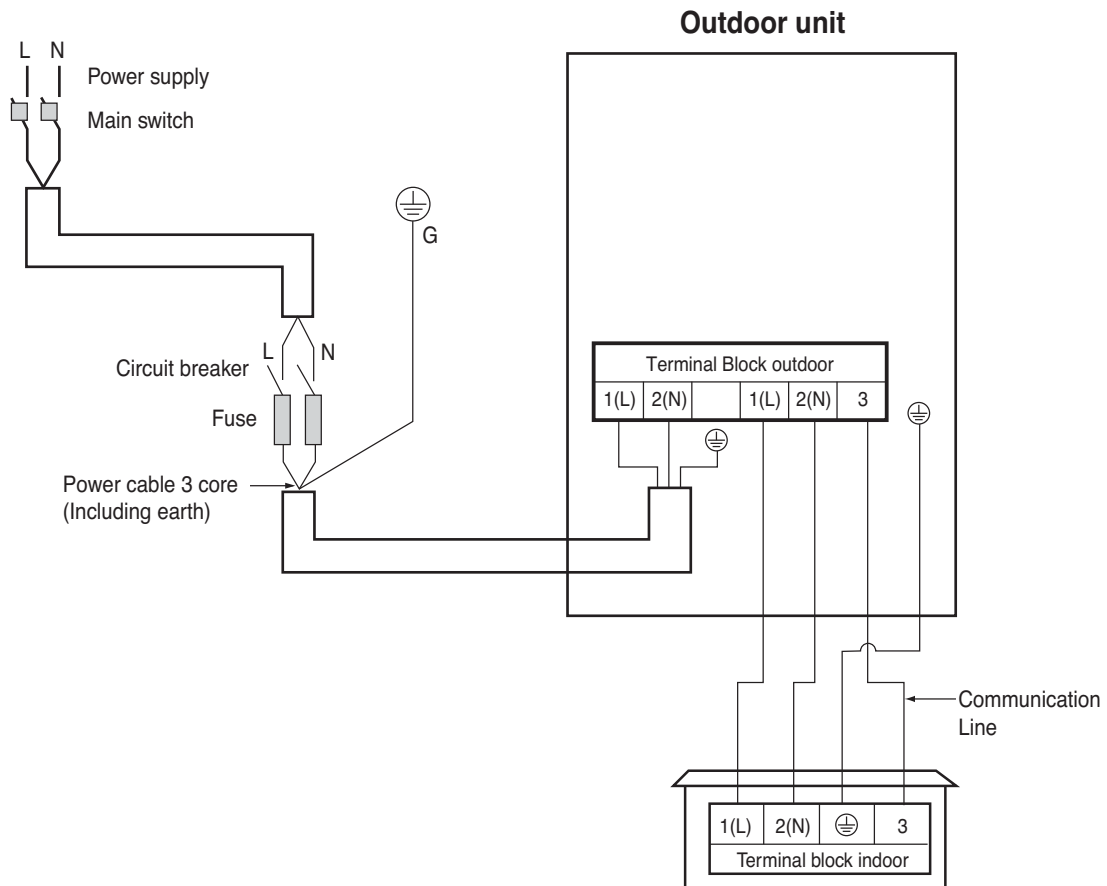 Outdoor unit
L N
Power supply
Main switch
G
L N
Circuit breaker
Fuse
Power cable 3 core
(Including earth)
Terminal Block outdoor
1(L) 2(N) 1(L) 2(N) 3
Communication
Line
1(L) 2(N) 3
Terminal block indoor